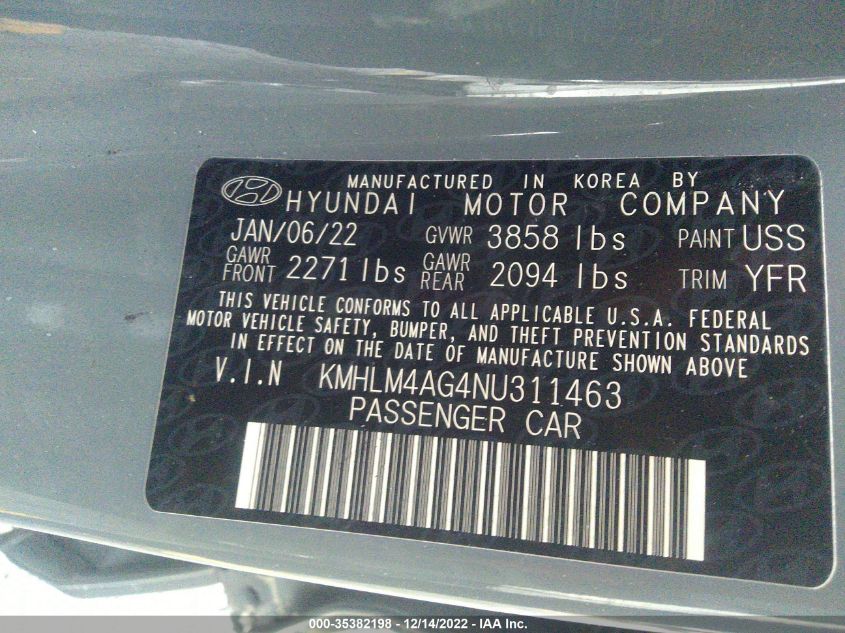 MANUFACTURED IN KOREA BY
HYUNDAI MOTOR COMPANY
JAN/06/22 GVWR 3858 lbs PAINT USS
GAWR FRONT 2271 lbs GAWR REAR 2094 lbs TRIM YFR
THIS VEHICLE CONFORMS TO ALL APPLICABLE U.S.A. FEDERAL
MOTOR VEHICLE SAFETY, BUMPER, AND THEFT PREVENTION STANDARDS
IN EFFECT ON THE DATE OF MANUFACTURE SHOWN ABOVE
V.I.N KMHLM4AG4NU311463
PASSENGER CAR
000-35382198 - 12/14/2022 - IAA Inc.